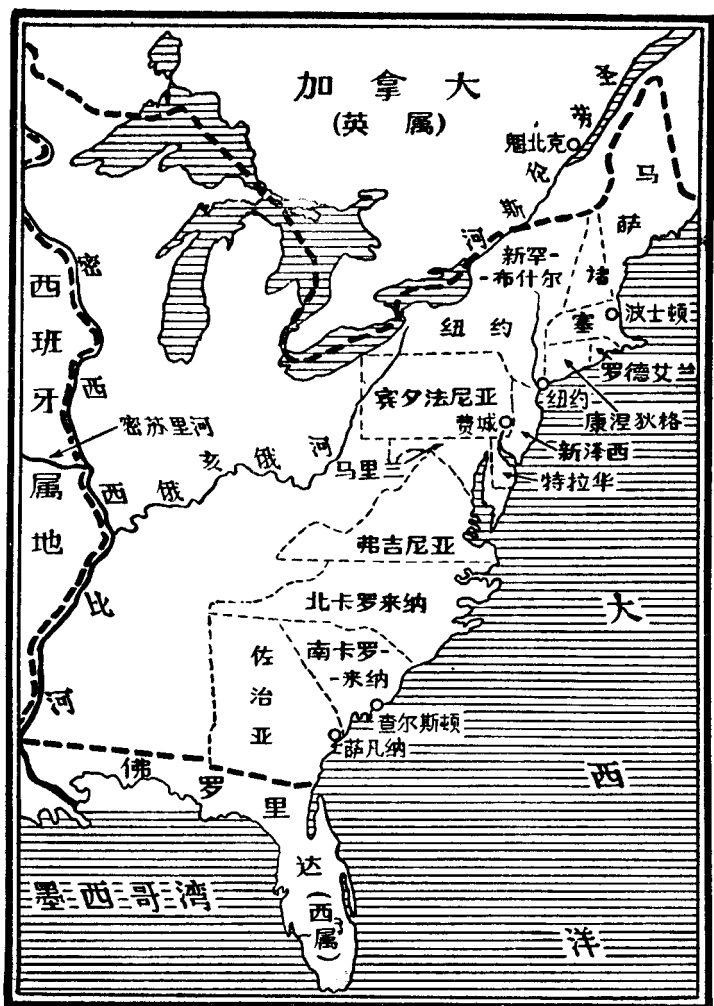 加拿大
(英属)
圣劳伦斯河
魁北克
马萨诸塞
新罕-
-布什尔
波士顿
纽约
罗德艾兰
宾夕法尼亚
纽约
康涅狄格
费城
新泽西
马里兰
特拉华
西班牙属地
密西西比河
密苏里河
俄亥俄河
弗吉尼亚
北卡罗来纳
南卡罗-
-来纳
佐治亚
查尔斯顿
萨凡纳
佛罗里达
(西属)
墨西哥湾
大西洋